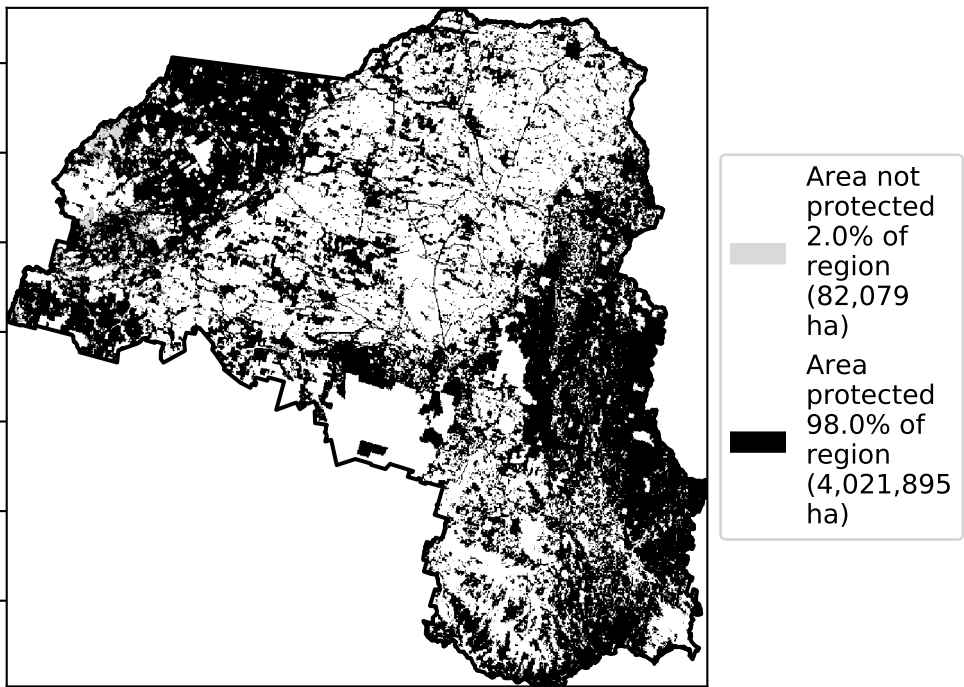 Area not
protected
2.0% of
region
(82,079
ha)
Area
protected
98.0% of
region
(4,021,895
ha)